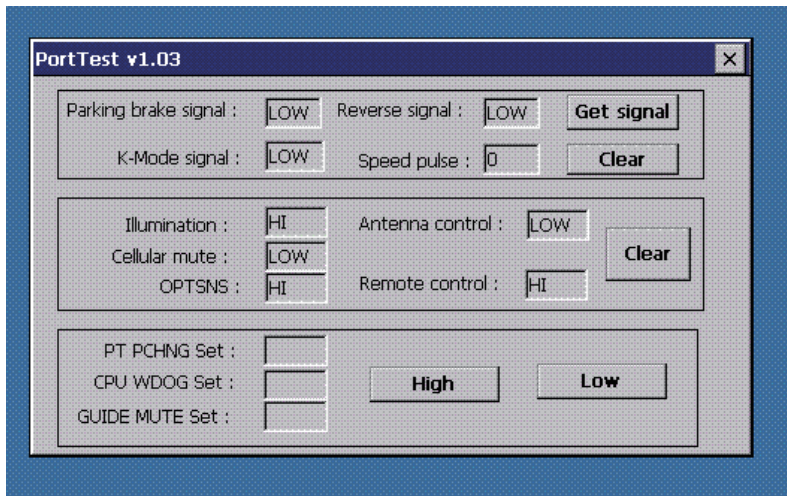 PortTest v1.03
Parking brake signal : LOW Reverse signal : LOW Get signal
K-Mode signal : LOW Speed pulse : 0 Clear
Illumination : HI Antenna control : LOW
Cellular mute : LOW Clear
OPTSNS : HI Remote control : HI
PT PCHNG Set :
CPU WDOG Set : High Low
GUIDE MUTE Set :